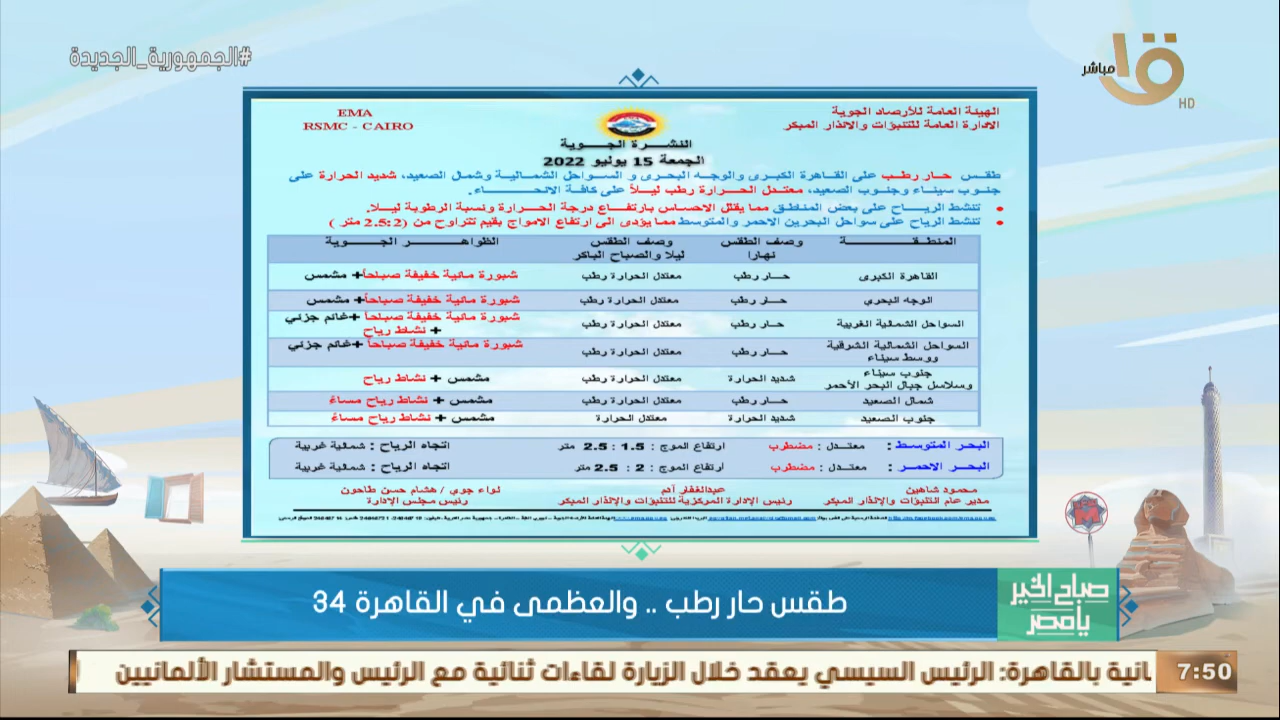 #الجمهورية_الجديدة
مباشر
HD
الهيئة العامة للأرصاد الجوية
الادارة العامة للتنبؤات والانذار المبكر
EMA
RSMC - CAIRO
النشرة الجوية
الجمعة 15 يوليو 2022
طقس حار رطب على القاهرة الكبرى والوجه البحرى و السواحل الشمالية وشمال الصعيد، شديد الحرارة على
جنوب سيناء وجنوب الصعيد، معتدل الحرارة رطب ليلاً على كافة الانحاء.
• تنشط الرياح على بعض المناطق مما يقلل الاحساس بارتفاع درجة الحرارة ونسبة الرطوبة ليلا.
• تنشط الرياح على سواحل البحرين الاحمر والمتوسط مما يؤدى الى ارتفاع الامواج بقيم تتراوح من (2:2.5 متر )
المنطقة وصف الطقس نهارا وصف الطقس ليلا والصباح الباكر الظواهر الجوية
القاهرة الكبرى حار رطب معتدل الحرارة رطب شبورة مائية خفيفة صباحاً+ مشمس
الوجه البحري حار رطب معتدل الحرارة رطب شبورة مائية خفيفة صباحاً+ مشمس
السواحل الشمالية الغربية حار رطب معتدل الحرارة رطب شبورة مائية خفيفة صباحاً +غائم جزئي + نشاط رياح
السواحل الشمالية الشرقية ووسط سيناء حار رطب معتدل الحرارة رطب شبورة مائية خفيفة صباحاً +غائم جزئي
جنوب سيناء وسلاسل جبال البحر الأحمر شديد الحرارة معتدل الحرارة رطب مشمس + نشاط رياح
شمال الصعيد حار رطب معتدل الحرارة رطب مشمس + نشاط رياح مساءً
جنوب الصعيد شديد الحرارة معتدل الحرارة مشمس + نشاط رياح مساءً
البحر المتوسط : معتدل : مضطرب ارتفاع الموج : 1.5 : 2.5 متر اتجاه الرياح : شمالية غربية
البحر الاحمر : معتدل : مضطرب ارتفاع الموج : 2 : 2.5 متر اتجاه الرياح : شمالية غربية
محمود شاهين عبدالغفار آدم لواء جوي / هشام حسن طاحون
مدير عام التنبؤات والإنذار المبكر رئيس الإدارة المركزية للتنبؤات والإنذار المبكر رئيس مجلس الإدارة
صباح الخير
يا مصر
طقس حار رطب .. والعظمى في القاهرة 34
انية بالقاهرة: الرئيس السيسي يعقد خلال الزيارة لقاءات ثنائية مع الرئيس والمستشار الألمانيين
7:50